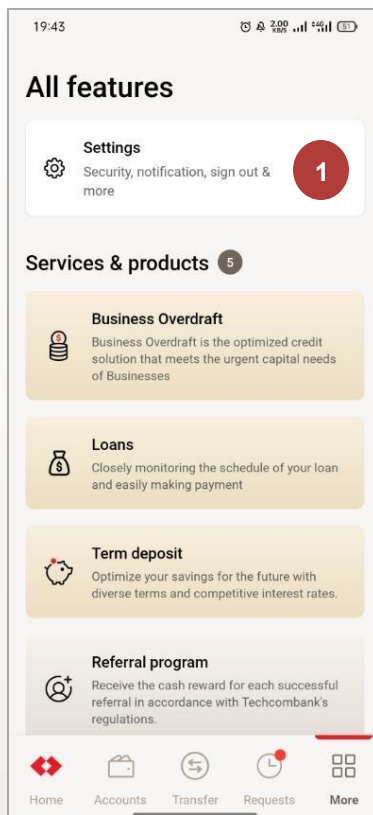 19:43
2.00 KB/S 4G 51
All features
Settings
Security, notification, sign out &
more
1
Services & products 5
Business Overdraft
Business Overdraft is the optimized credit
solution that meets the urgent capital needs
of Businesses
Loans
Closely monitoring the schedule of your loan
and easily making payment
Term deposit
Optimize your savings for the future with
diverse terms and competitive interest rates.
Referral program
Receive the cash reward for each successful
referral in accordance with Techcombank's
regulations.
Home Accounts Transfer Requests More